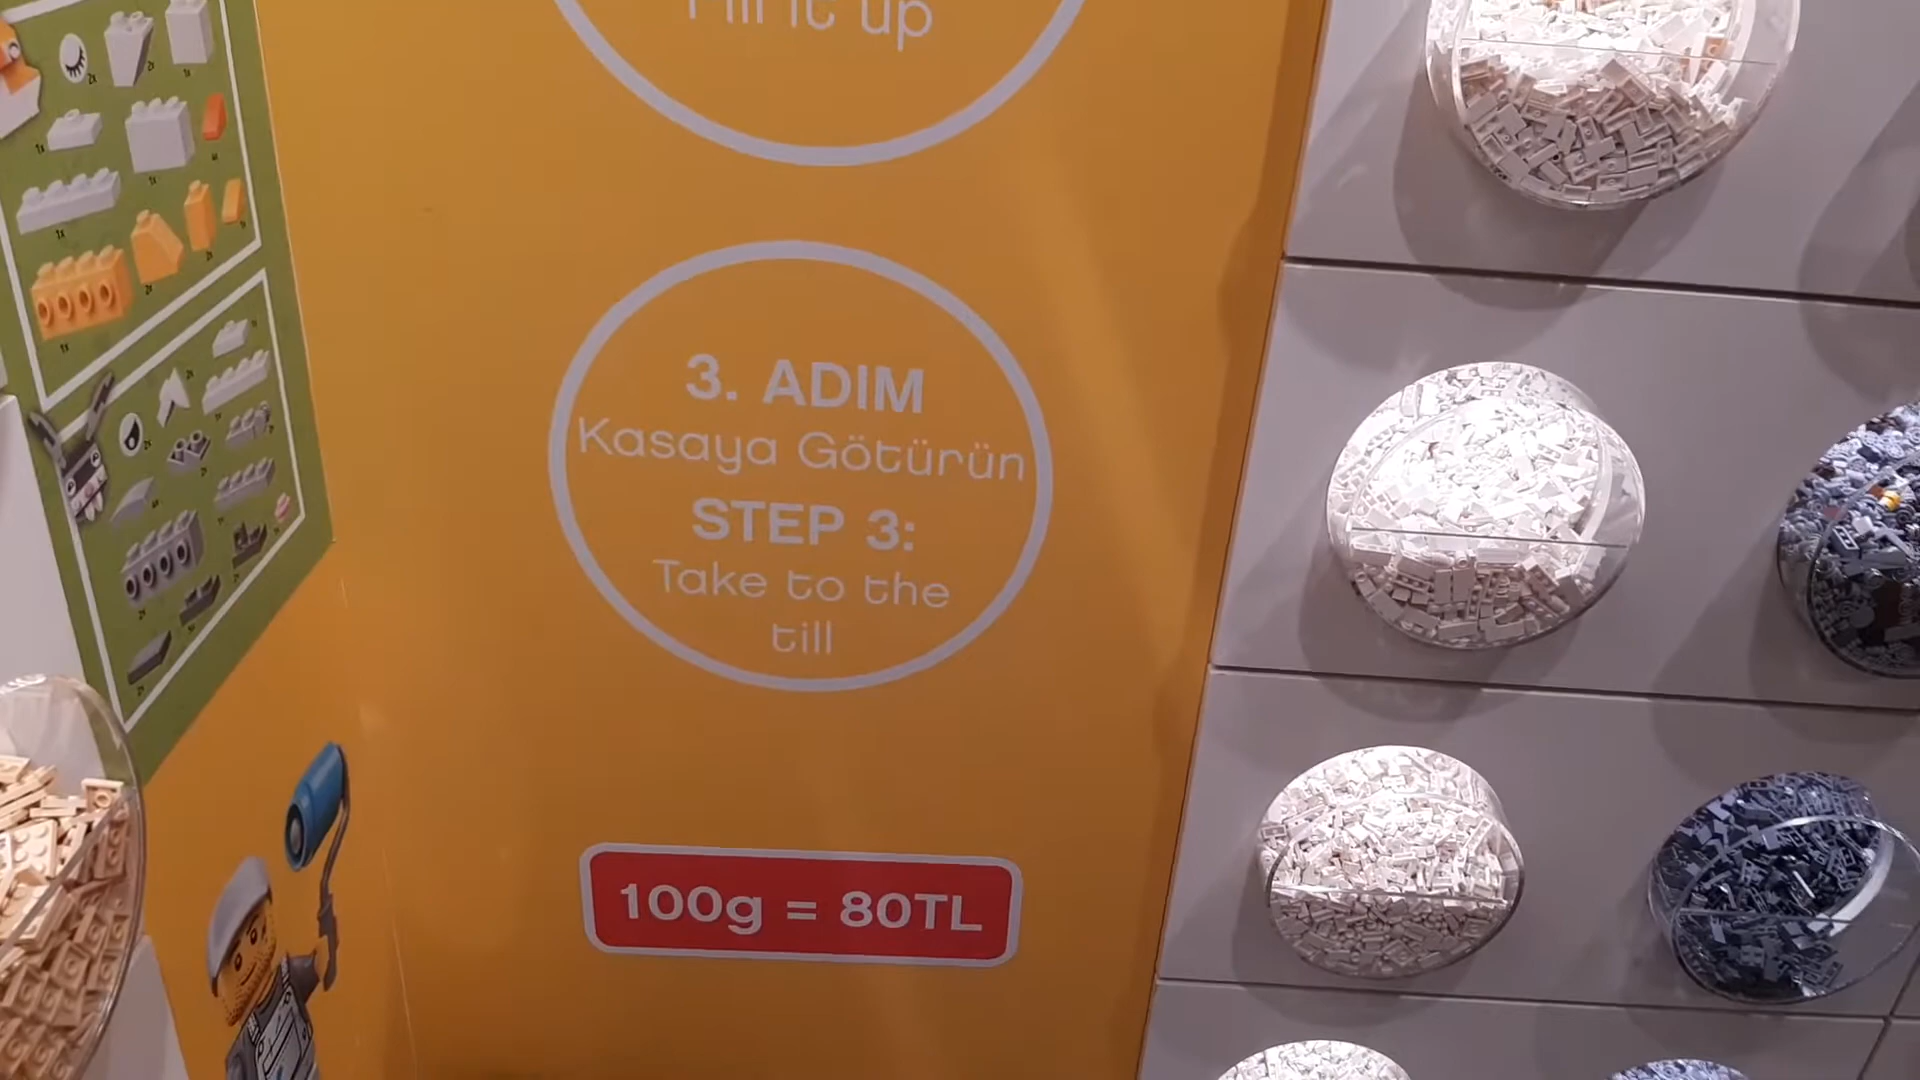 Fill it up
3. ADIM
Kasaya Götürün
STEP 3:
Take to the
till
100g = 80TL